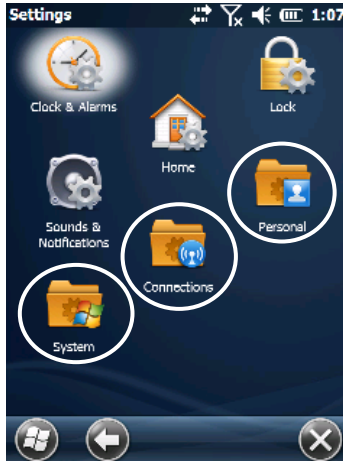 Settings 1:07
Clock & Alarms
Lock
Home
Sounds &
Notifications
Personal
Connections
System